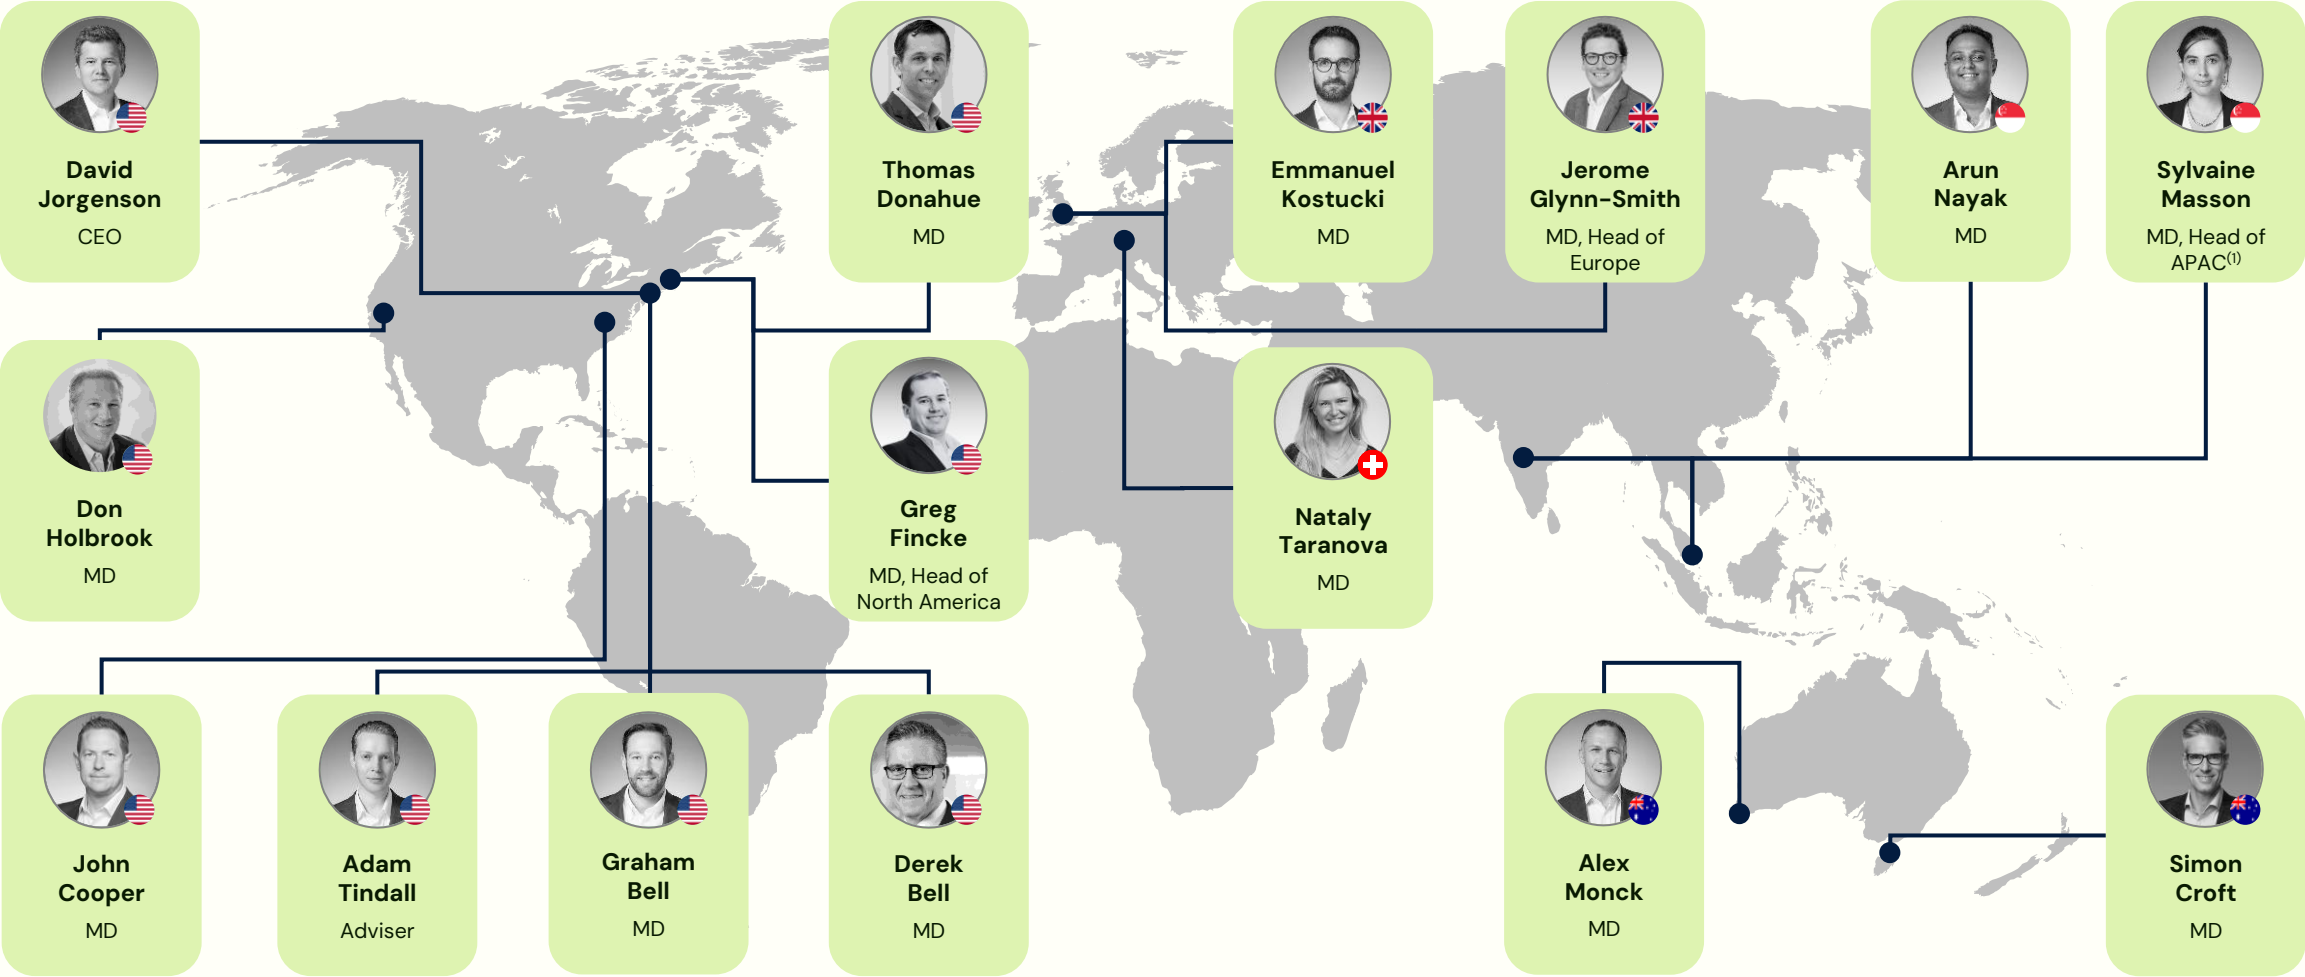 David
Jorgenson
CEO
Thomas
Donahue
MD
Emmanuel
Kostucki
MD
Jerome
Glynn-Smith
MD, Head of
Europe
Arun
Nayak
MD
Sylvaine
Masson
MD, Head of
APAC(1)
Don
Holbrook
MD
Greg
Fincke
MD, Head of
North America
Nataly
Taranova
MD
John
Cooper
MD
Adam
Tindall
Adviser
Graham
Bell
MD
Derek
Bell
MD
Alex
Monck
MD
Simon
Croft
MD